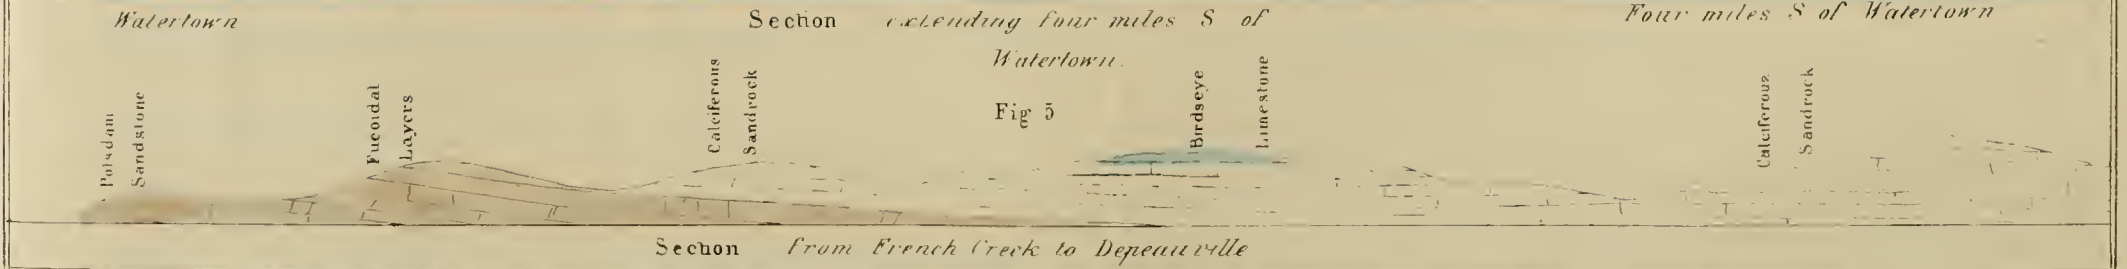 Watertown
Section extending four miles S of
Watertown.
Four miles S of Watertown
Fig 5
Potsdam
Sandstone
Fucoidal
Layers
Calciferous
Sandrock
Birdseye
Limestone
Calciferous
Sandrock
Section from French Creek to Depeauville